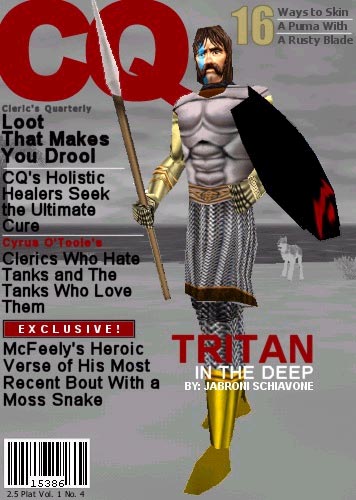 CQ
16 Ways to Skin
A Puma With
A Rusty Blade
Cleric's Quarterly
Loot
That Makes
You Drool
CQ's Holistic
Healers Seek
the Ultimate
Cure
Cyrus O'Toole's
Clerics Who Hate
Tanks and The
Tanks Who Love
Them
EXCLUSIVE!
McFeely's Heroic
Verse of His Most
Recent Bout With a
Moss Snake
TRITAN
IN THE DEEP
BY: JABRONI SCHIAVONE
15386
2.5 Plat Vol. 1 No. 4